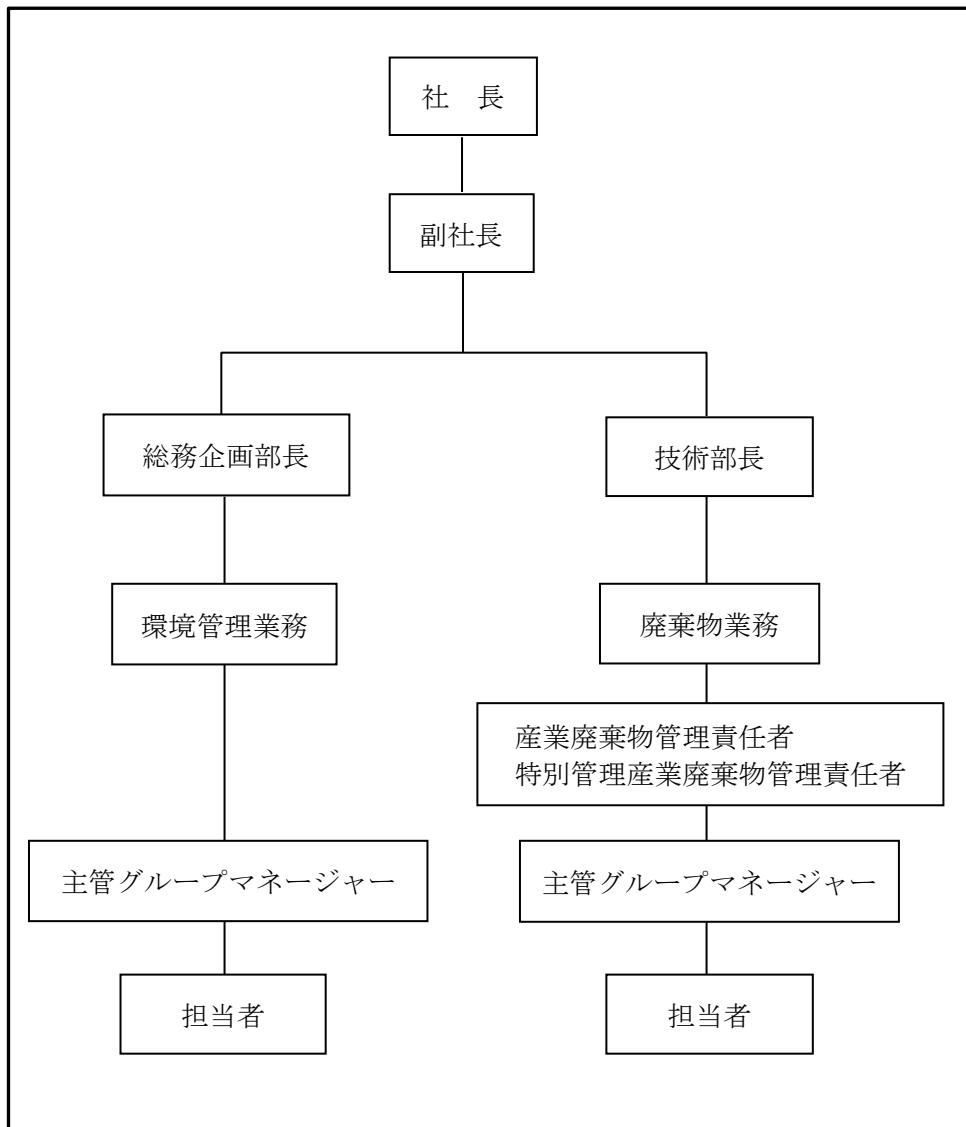 社　長
副社長
総務企画部長
技術部長
環境管理業務
廃棄物業務
産業廃棄物管理責任者
特別管理産業廃棄物管理責任者
主管グループマネージャー
主管グループマネージャー
担当者
担当者